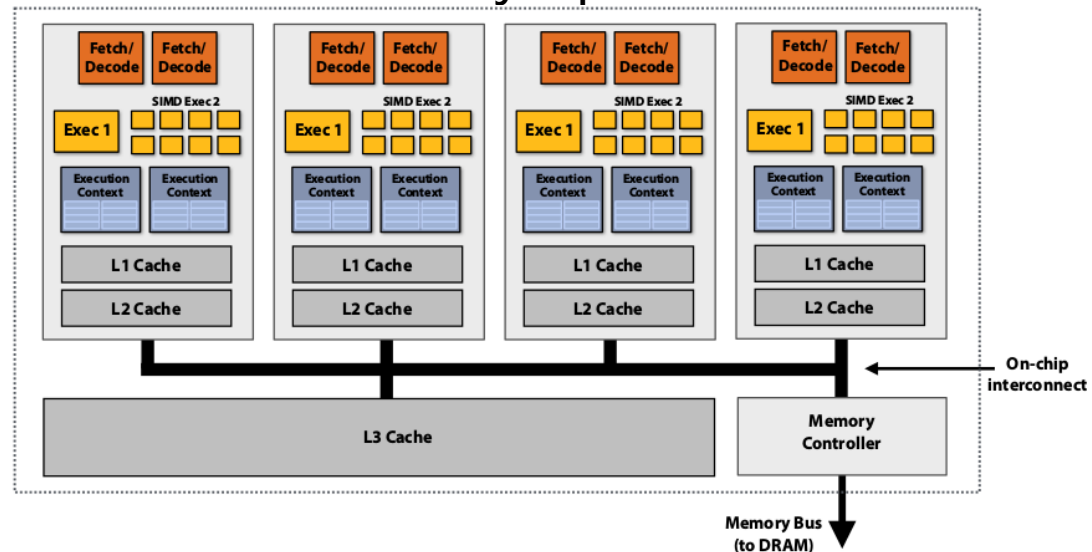 Fetch/
Decode
Fetch/
Decode
SIMD Exec 2
Exec 1
Execution
Context
Execution
Context
L1 Cache
L2 Cache
Fetch/
Decode
Fetch/
Decode
SIMD Exec 2
Exec 1
Execution
Context
Execution
Context
L1 Cache
L2 Cache
Fetch/
Decode
Fetch/
Decode
SIMD Exec 2
Exec 1
Execution
Context
Execution
Context
L1 Cache
L2 Cache
Fetch/
Decode
Fetch/
Decode
SIMD Exec 2
Exec 1
Execution
Context
Execution
Context
L1 Cache
L2 Cache
On-chip
interconnect
L3 Cache
Memory
Controller
Memory Bus
(to DRAM)